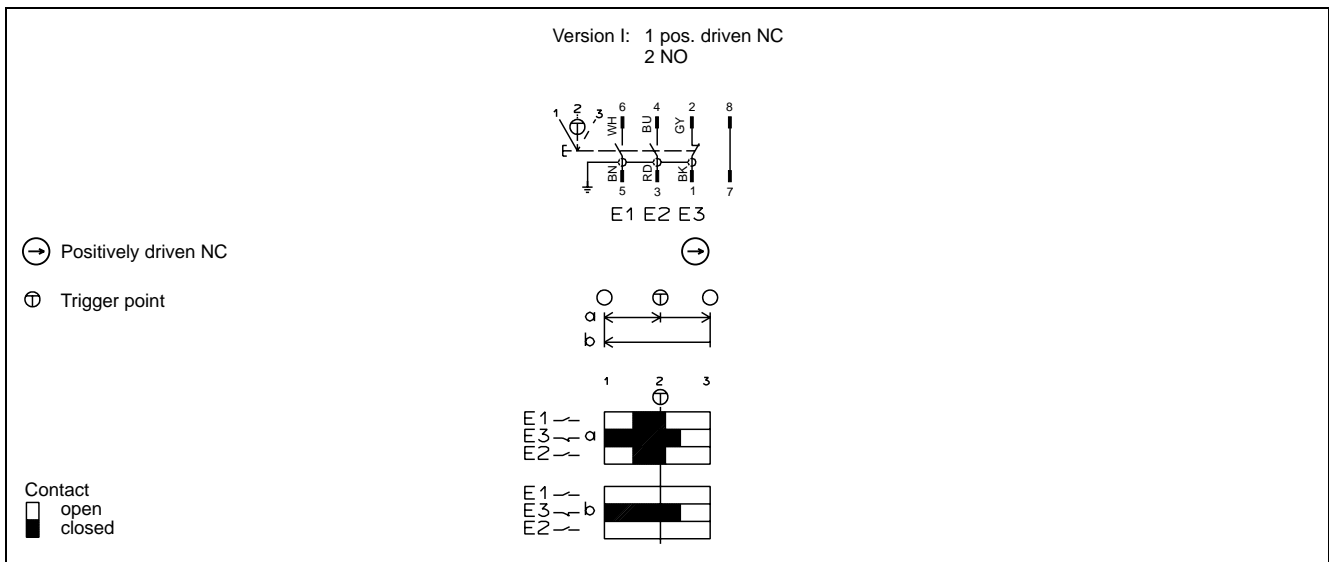 Version I: 1 pos. driven NC
2 NO
1 2 3 6 4 2 8
T
WH BU GY
E
BN RD BK
5 3 1 7
E1 E2 E3
Positively driven NC
T Trigger point
T
a
b
1 2 3
T
E1
E3 a
E2
E1
E3 b
E2
Contact
open
closed